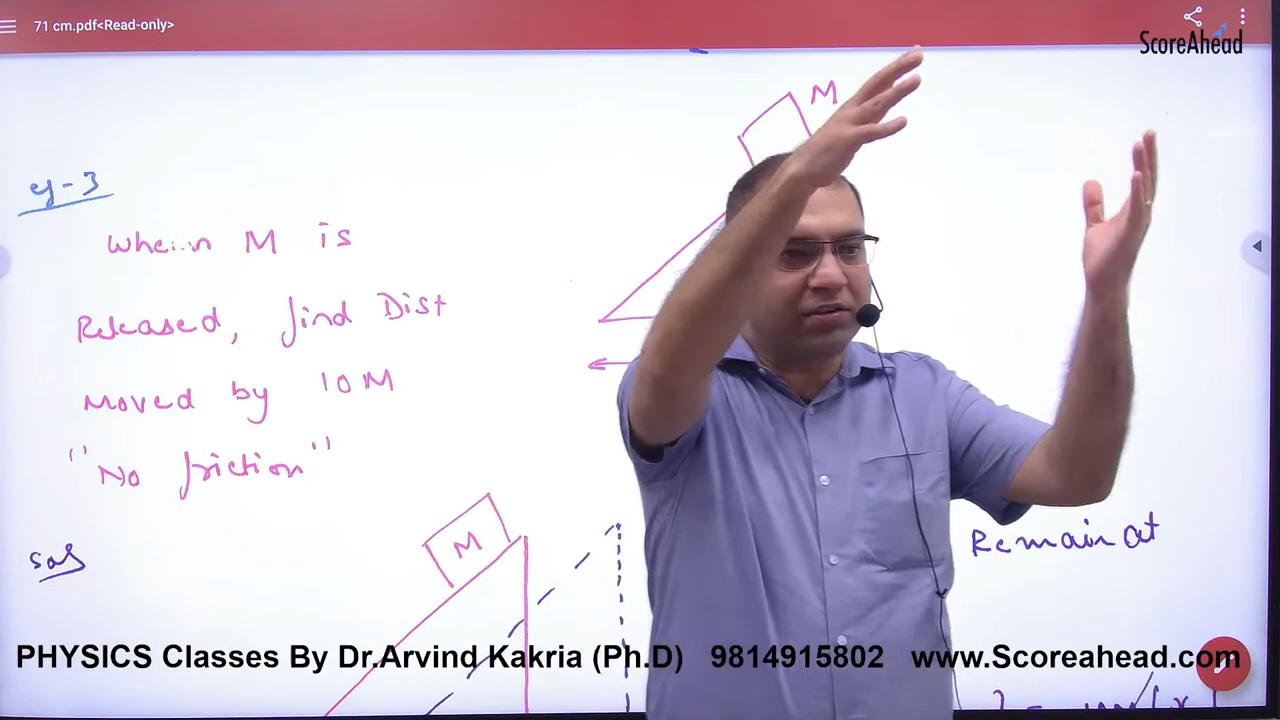 71 cm.pdf<Read-only>
ScoreAhead
M
eg-3
When M is
Released, find Dist
moved by 10M
"No friction"
M
Sol
Remain at
PHYSICS Classes By Dr.Arvind Kakria (Ph.D) 9814915802 www.Scoreahead.com